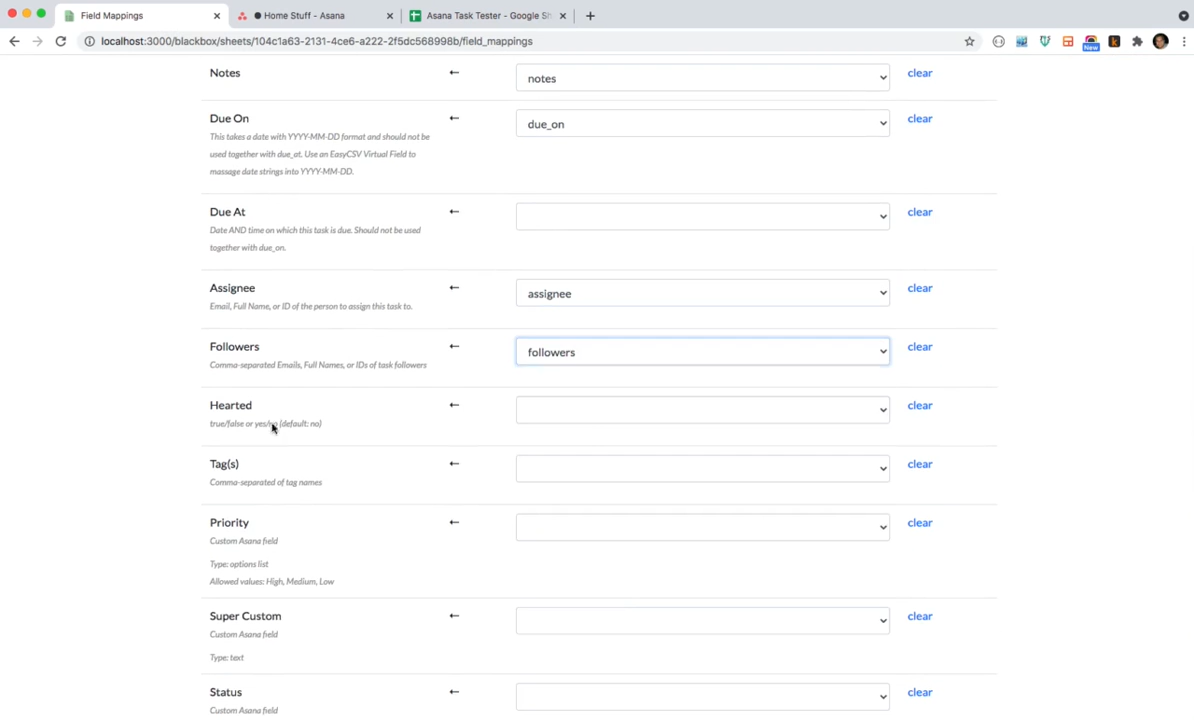 Field Mappings
Home Stuff - Asana
Asana Task Tester - Google Sh
localhost:3000/blackbox/sheets/104c1a63-2131-4ce6-a222-2f5dc568998b/field_mappings
New
Notes
notes
clear
Due On
due_on
clear
This takes a date with YYYY-MM-DD format and should not be
used together with due_at. Use an EasyCSV Virtual Field to
massage date strings into YYYY-MM-DD.
Due At
clear
Date AND time on which this task is due. Should not be used
together with due_on.
Assignee
assignee
clear
Email, Full Name, or ID of the person to assign this task to.
Followers
followers
clear
Comma-separated Emails, Full Names, or IDs of task followers
Hearted
clear
true/false or yes/no (default: no)
Tag(s)
clear
Comma-separated of tag names
Priority
clear
Custom Asana field
Type: options list
Allowed values: High, Medium, Low
Super Custom
clear
Custom Asana field
Type: text
Status
clear
Custom Asana field